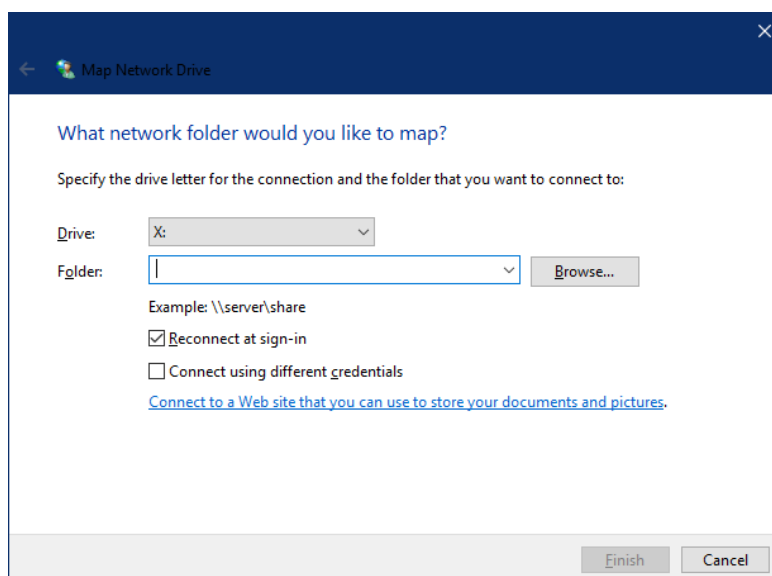 Map Network Drive
What network folder would you like to map?
Specify the drive letter for the connection and the folder that you want to connect to:
Drive: X:
Folder: Browse...
Example: \\server\share
Reconnect at sign-in
Connect using different credentials
Connect to a Web site that you can use to store your documents and pictures.
Finish Cancel